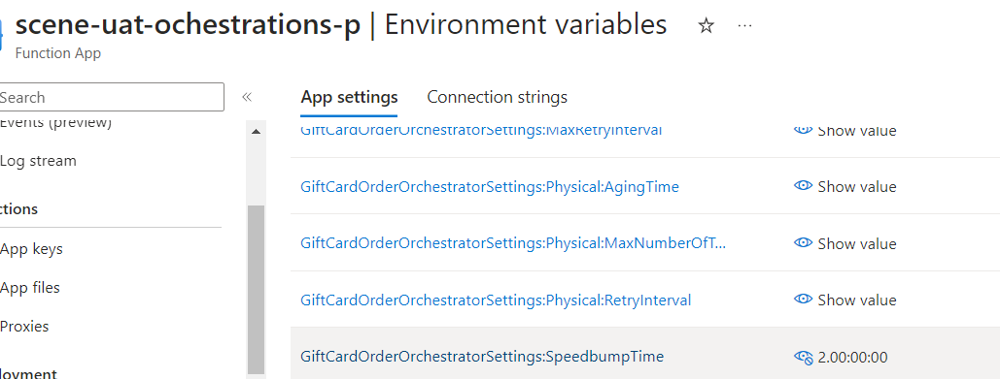 scene-uat-ochestrations-p | Environment variables
Function App
Search
App settings
Connection strings
Events (preview)
Log stream
ctions
App keys
App files
Proxies
ployment
GiftCardOrderOrchestratorSettings:MaxRetryInterval
Show value
GiftCardOrderOrchestratorSettings:Physical:AgingTime
Show value
GiftCardOrderOrchestratorSettings:Physical:MaxNumberOfT...
Show value
GiftCardOrderOrchestratorSettings:Physical:RetryInterval
Show value
GiftCardOrderOrchestratorSettings:SpeedbumpTime
2.00:00:00